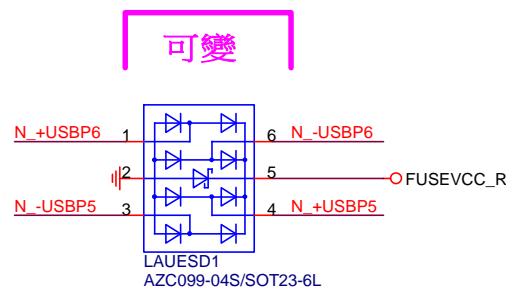 可變
N_+USBP6 1 6 N_-USBP6
2 5 FUSEVCC_R
N_-USBP5 3 4 N_+USBP5
LAUESD1
AZC099-04S/SOT23-6L